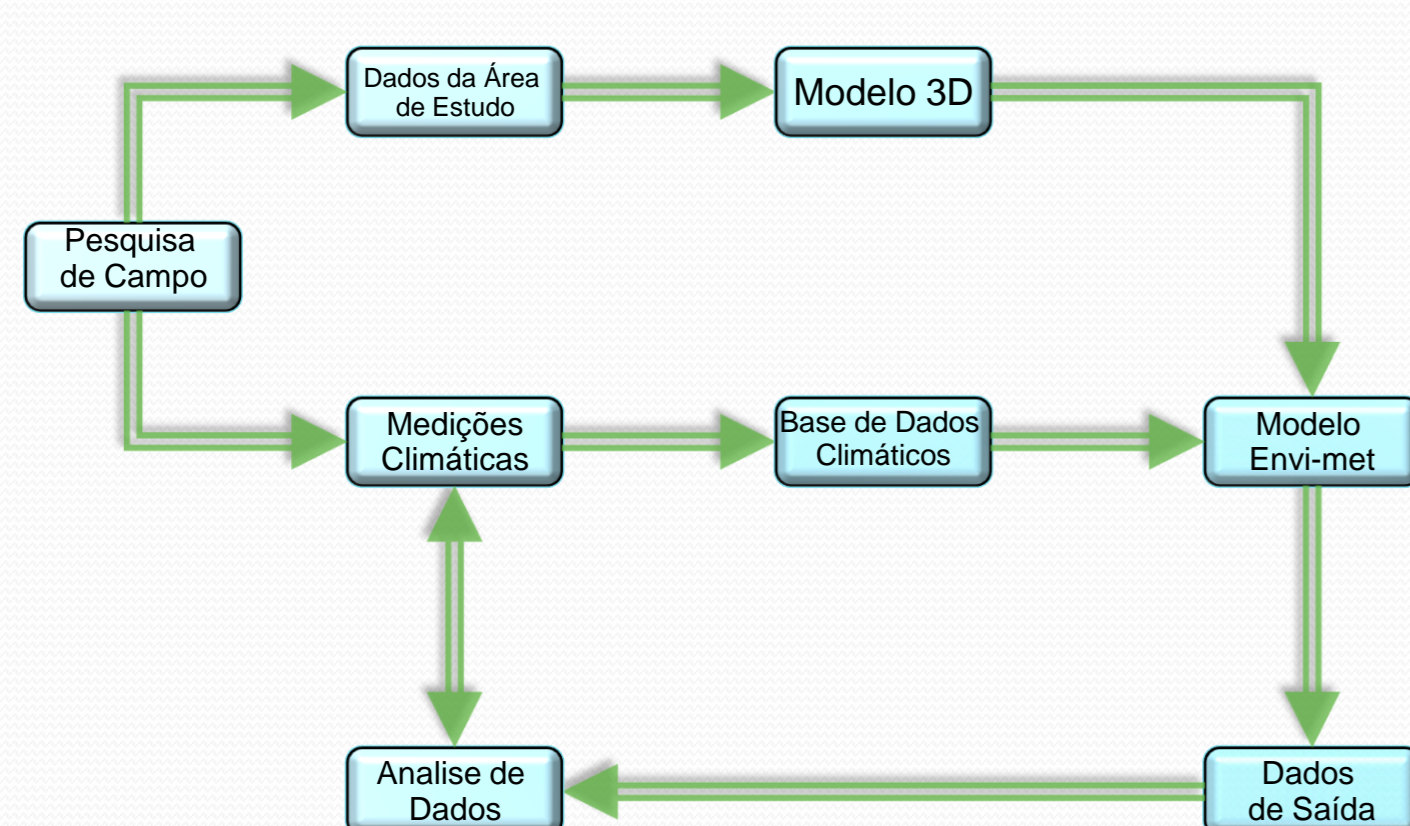 Dados da Área
de Estudo
Modelo 3D
Pesquisa
de Campo
Medições
Climáticas
Base de Dados
Climáticos
Modelo
Envi-met
Analise de
Dados
Dados
de Saída